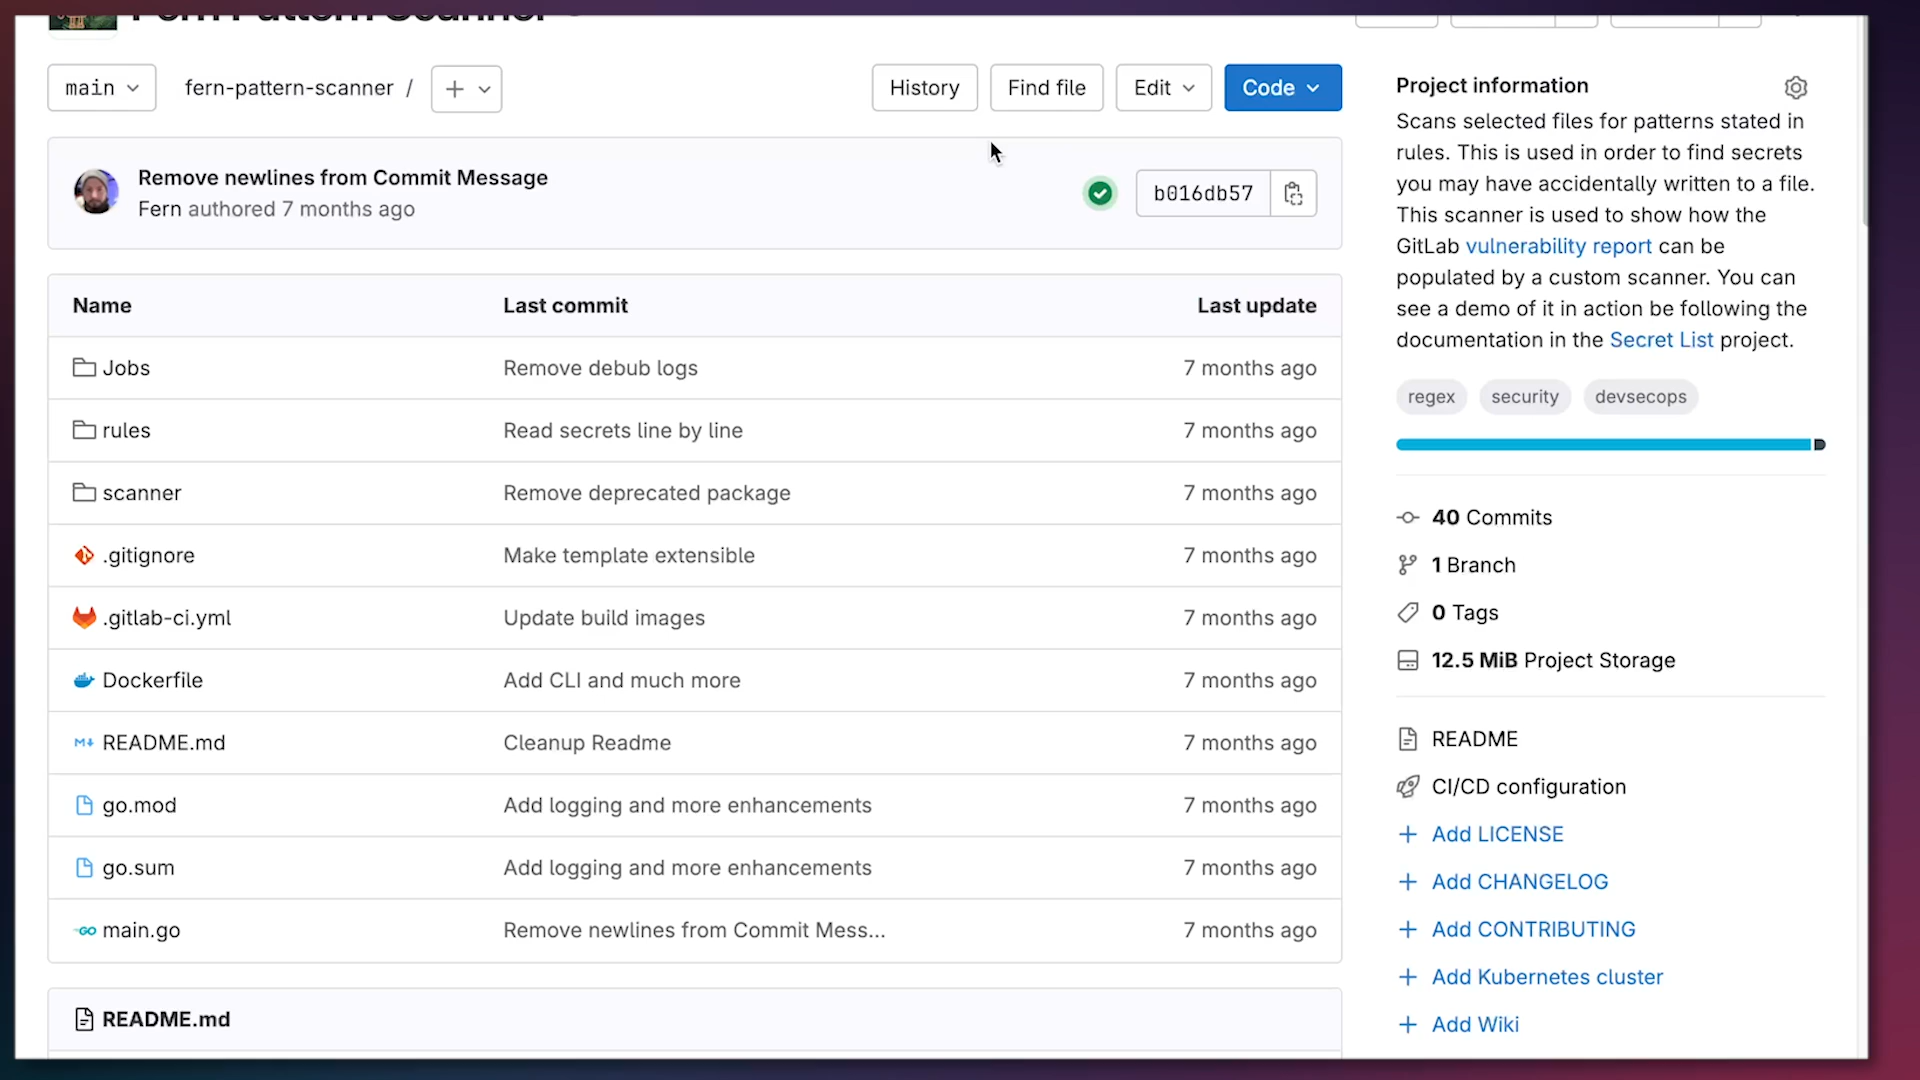 Fern Pattern Scanner
main
fern-pattern-scanner /
History
Find file
Edit
Code
Remove newlines from Commit Message
Fern authored 7 months ago
b016db57
Name Last commit Last update
Jobs Remove debub logs 7 months ago
rules Read secrets line by line 7 months ago
scanner Remove deprecated package 7 months ago
.gitignore Make template extensible 7 months ago
.gitlab-ci.yml Update build images 7 months ago
Dockerfile Add CLI and much more 7 months ago
README.md Cleanup Readme 7 months ago
go.mod Add logging and more enhancements 7 months ago
go.sum Add logging and more enhancements 7 months ago
main.go Remove newlines from Commit Mess... 7 months ago
README.md
Project information
Scans selected files for patterns stated in
rules. This is used in order to find secrets
you may have accidentally written to a file.
This scanner is used to show how the
GitLab vulnerability report can be
populated by a custom scanner. You can
see a demo of it in action be following the
documentation in the Secret List project.
regex security devsecops
40 Commits
1 Branch
0 Tags
12.5 MiB Project Storage
README
CI/CD configuration
Add LICENSE
Add CHANGELOG
Add CONTRIBUTING
Add Kubernetes cluster
Add Wiki